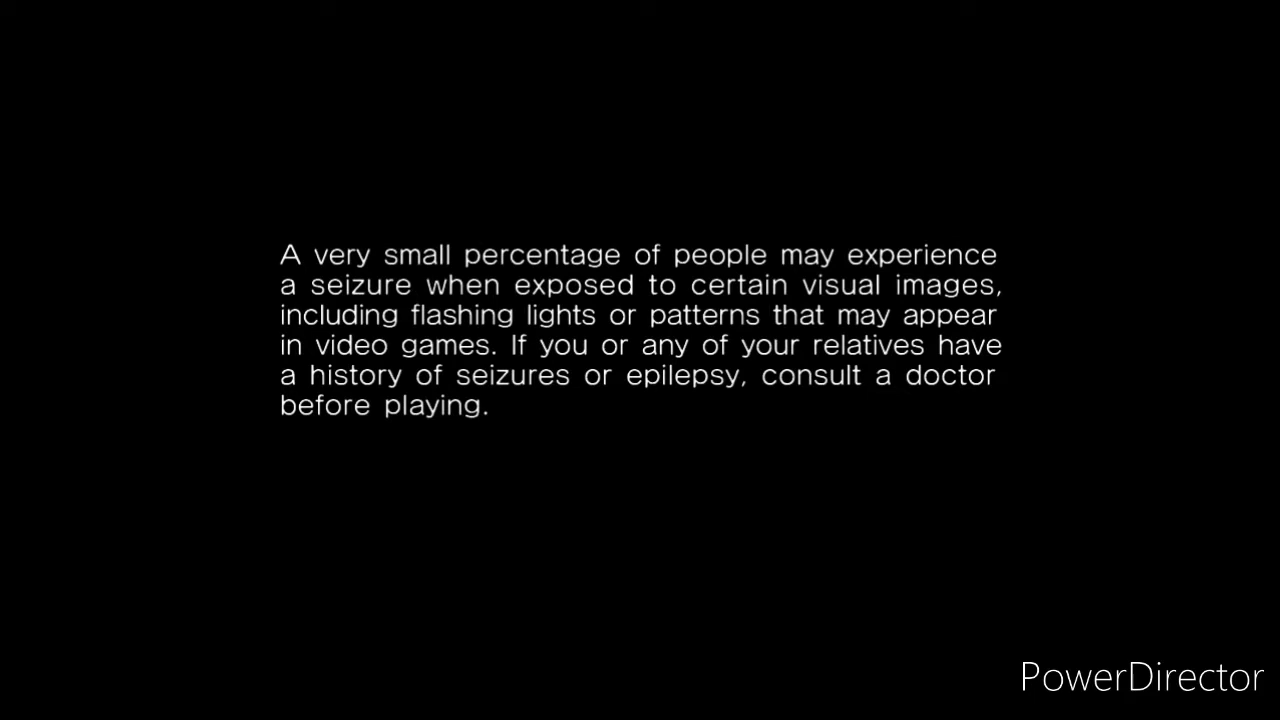 A very small percentage of people may experience
a seizure when exposed to certain visual images,
including flashing lights or patterns that may appear
in video games. If you or any of your relatives have
a history of seizures or epilepsy, consult a doctor
before playing.
PowerDirector